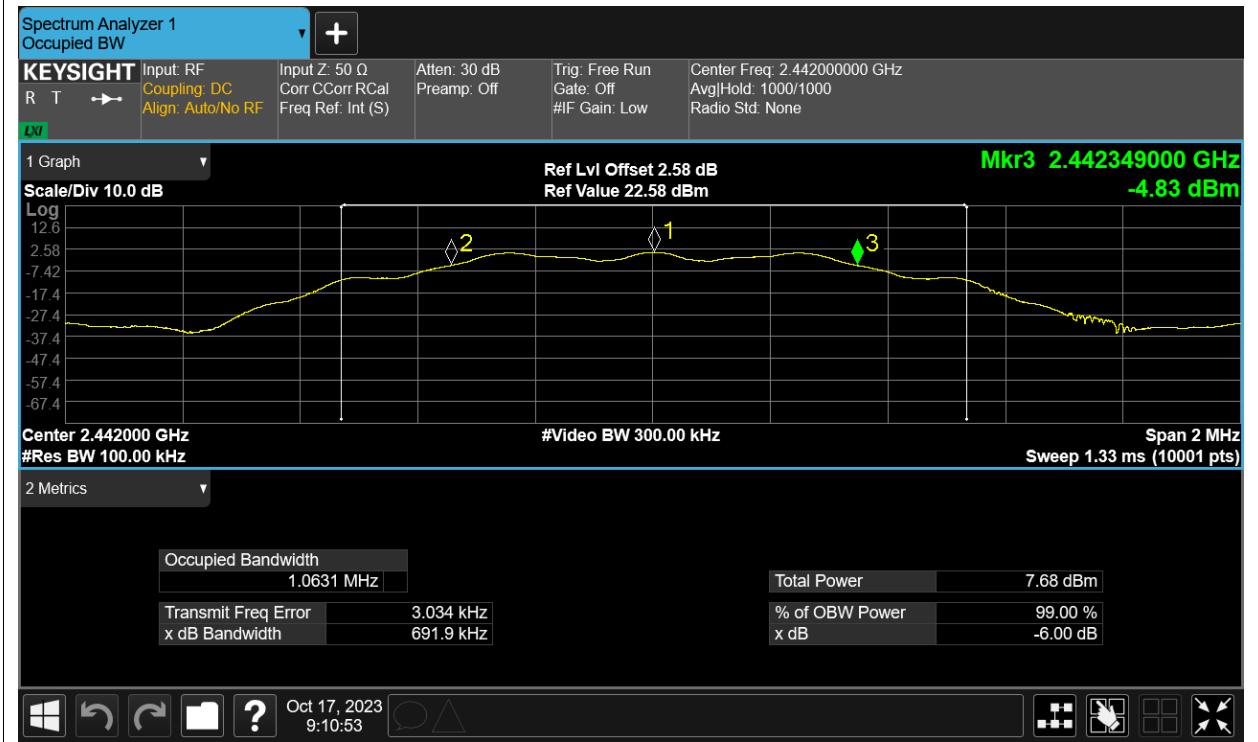 Spectrum Analyzer 1
Occupied BW
KEYSIGHT
R T
LXI
Input: RF
Coupling: DC
Align: Auto/No RF
Input Z: 50 Ω
Corr CCorr RCal
Freq Ref: Int (S)
Atten: 30 dB
Preamp: Off
Trig: Free Run
Gate: Off
#IF Gain: Low
Center Freq: 2.442000000 GHz
Avg|Hold: 1000/1000
Radio Std: None
1 Graph
Scale/Div 10.0 dB
Ref Lvl Offset 2.58 dB
Ref Value 22.58 dBm
Mkr3 2.442349000 GHz
-4.83 dBm
Log
12.6
2.58
-7.42
-17.4
-27.4
-37.4
-47.4
-57.4
-67.4
2
1
3
Center 2.442000 GHz
#Video BW 300.00 kHz
Span 2 MHz
#Res BW 100.00 kHz
Sweep 1.33 ms (10001 pts)
2 Metrics
Occupied Bandwidth
1.0631 MHz
Total Power 7.68 dBm
Transmit Freq Error 3.034 kHz
% of OBW Power 99.00 %
x dB Bandwidth 691.9 kHz
x dB -6.00 dB
?
Oct 17, 2023
9:10:53